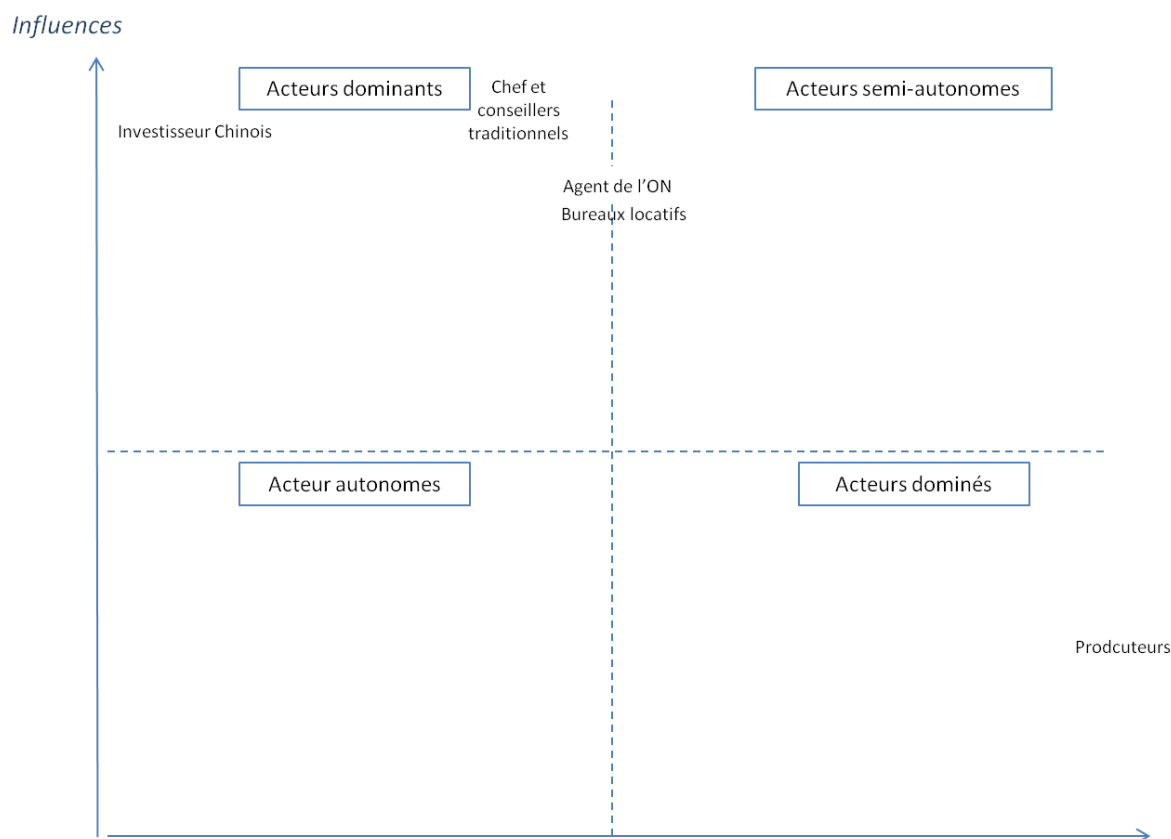 Influences
Acteurs dominants
Chef et
conseillers
traditionnels
Acteurs semi-autonomes
Investisseur Chinois
Agent de l’ON
Bureaux locatifs
Acteur autonomes
Acteurs dominés
Prodcuteurs